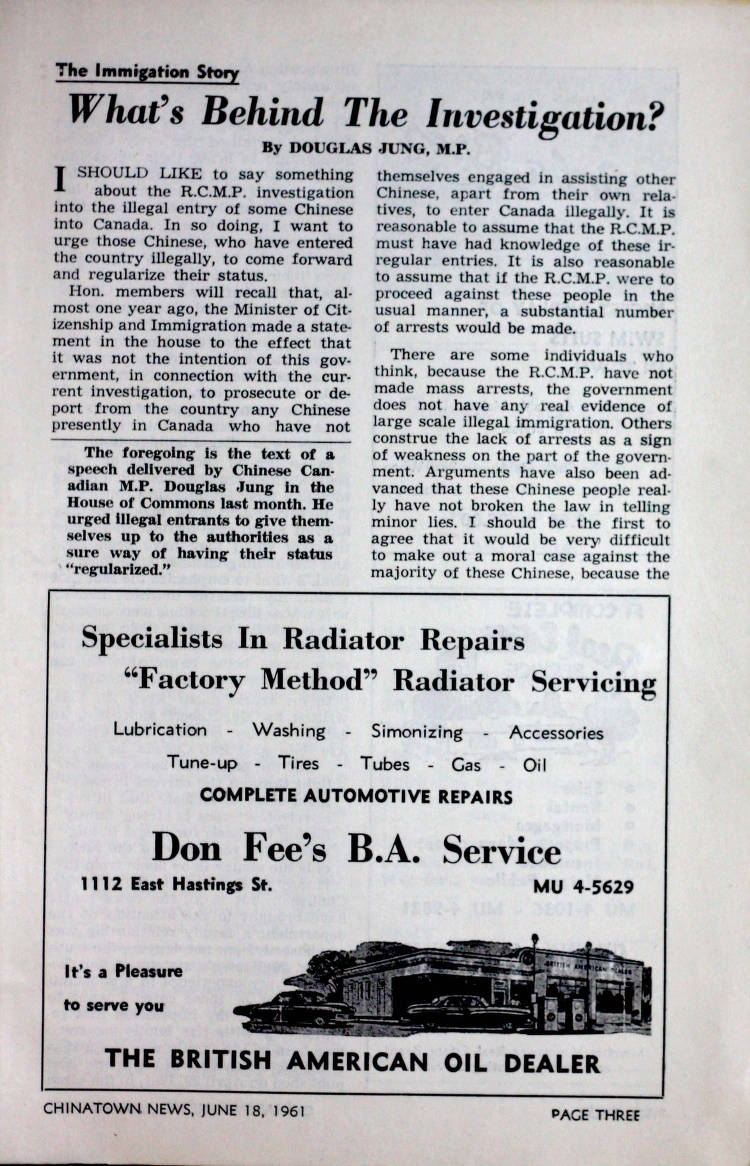 The Immigation Story
What's Behind The Investigation?
By DOUGLAS JUNG, M.P.
I SHOULD LIKE to say something
about the R.C.M.P. investigation
into the illegal entry of some Chinese
into Canada. In so doing, I want to
urge those Chinese, who have entered
the country illegally, to come forward
and regularize their status.
Hon. members will recall that, al-
most one year ago, the Minister of Cit-
izenship and Immigration made a state-
ment in the house to the effect that
it was not the intention of this gov-
ernment, in connection with the cur-
rent investigation, to prosecute or de-
port from the country any Chinese
presently in Canada who have not
The foregoing is the text of a
speech delivered by Chinese Can-
adian M.P. Douglas Jung in the
House of Commons last month. He
urged illegal entrants to give them-
selves up to the authorities as a
sure way of having their status
"regularized."
themselves engaged in assisting other
Chinese, apart from their own rela-
tives, to enter Canada illegally. It is
reasonable to assume that the R.C.M.P.
must have had knowledge of these ir-
regular entries. It is also reasonable
to assume that if the R.C.M.P. were to
proceed against these people in the
usual manner, a substantial number
of arrests would be made.
There are some individuals who
think, because the R.C.M.P. have not
made mass arrests, the government
does not have any real evidence of
large scale illegal immigration. Others
construe the lack of arrests as a sign
of weakness on the part of the govern-
ment. Arguments have also been ad-
vanced that these Chinese people real-
ly have not broken the law in telling
minor lies. I should be the first to
agree that it would be very difficult
to make out a moral case against the
majority of these Chinese, because the
Specialists In Radiator Repairs
"Factory Method" Radiator Servicing
Lubrication - Washing - Simonizing - Accessories
Tune-up - Tires - Tubes - Gas - Oil
COMPLETE AUTOMOTIVE REPAIRS
Don Fee's B.A. Service
1112 East Hastings St. MU 4-5629
It's a Pleasure
to serve you
BRITISH AMERICAN DEALER
THE BRITISH AMERICAN OIL DEALER
CHINATOWN NEWS, JUNE 18, 1961 PAGE THREE